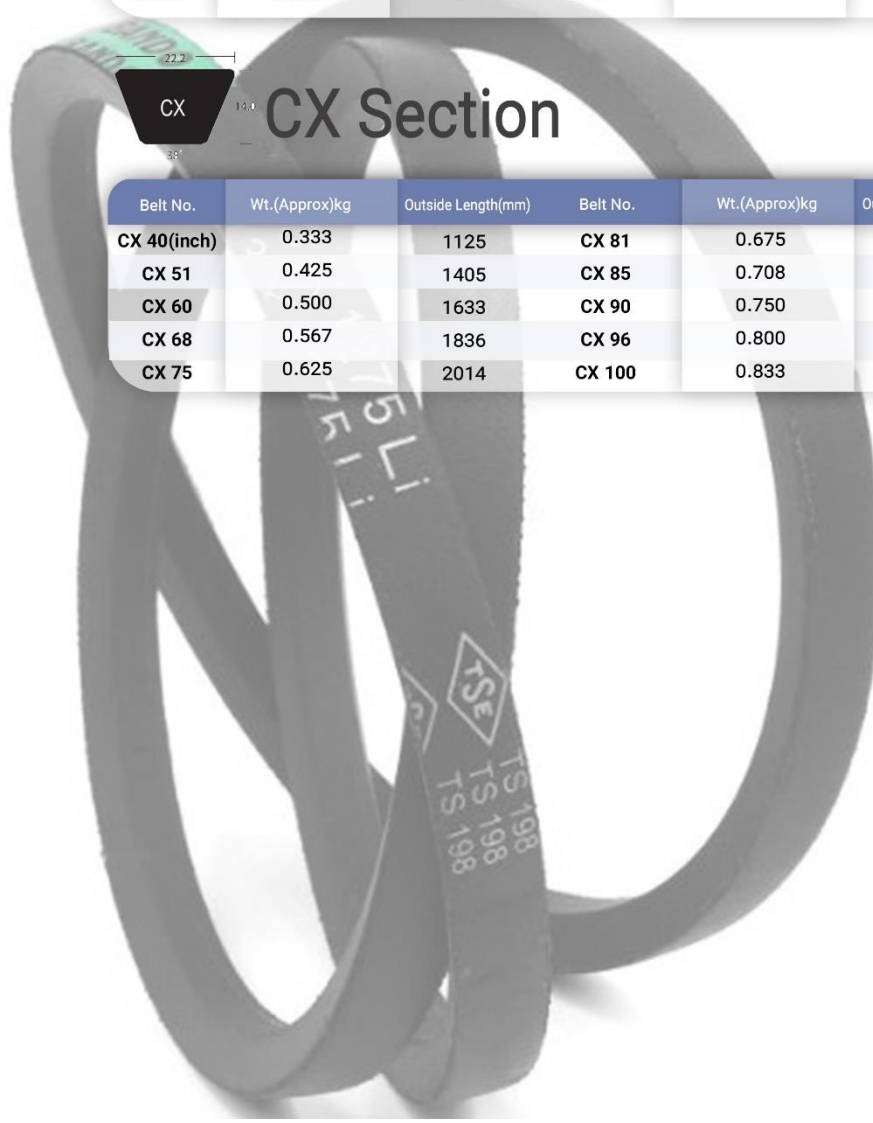 22.2
CX
14.0
38°
CX Section
Belt No. Wt.(Approx)kg Outside Length(mm) Belt No. Wt.(Approx)kg
CX 40(inch) 0.333 1125 CX 81 0.675
CX 51 0.425 1405 CX 85 0.708
CX 60 0.500 1633 CX 90 0.750
CX 68 0.567 1836 CX 96 0.800
CX 75 0.625 2014 CX 100 0.833
75 Li
75 Li
TSE
TS 198
TS 198
TS 198